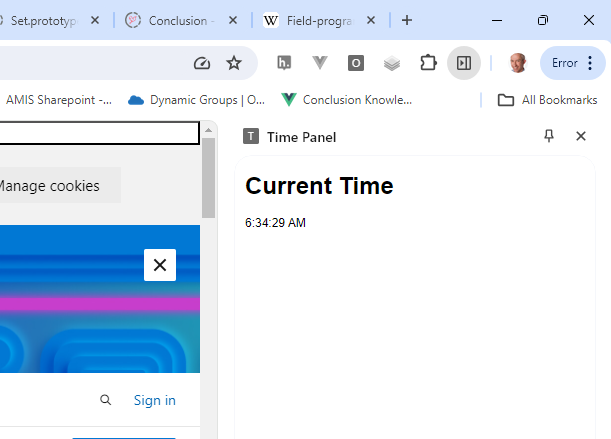 Set.prototyp
Conclusion -
W Field-progra
Error
AMIS Sharepoint -...
Dynamic Groups | O...
Conclusion Knowle...
All Bookmarks
T Time Panel
Manage cookies
Current Time
6:34:29 AM
Sign in